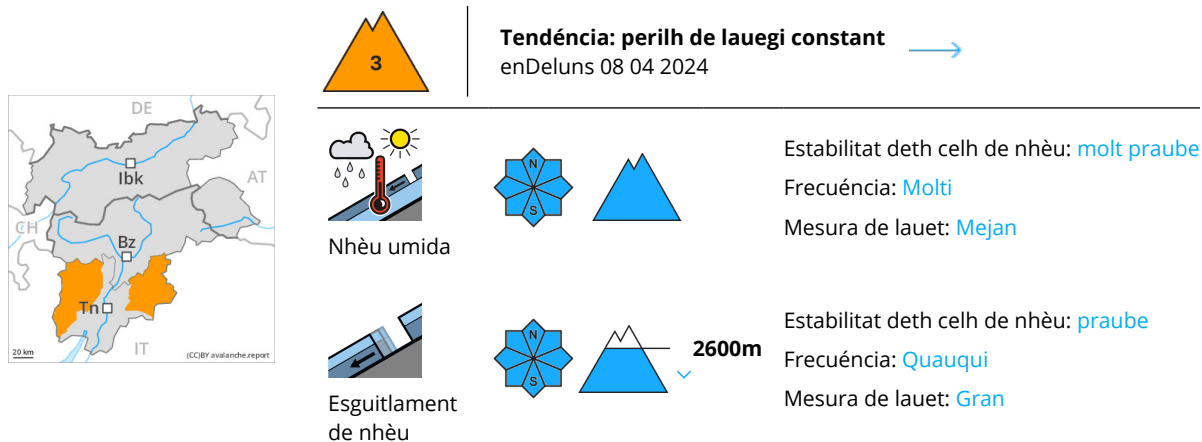 3
Tendéncia: perilh de lauegi constant
enDeluns 08 04 2024
DE
AT
CH
IT
Ibk
Bz
Tn
20 km
(CC)BY avalanche.report
N
S
Nhèu umida
Estabilitat deth celh de nhèu: molt praube
Frecuéncia: Molti
Mesura de lauet: Mejan
N
S
2600m
Esguitlament
de nhèu
Estabilitat deth celh de nhèu: praube
Frecuéncia: Quauqui
Mesura de lauet: Gran